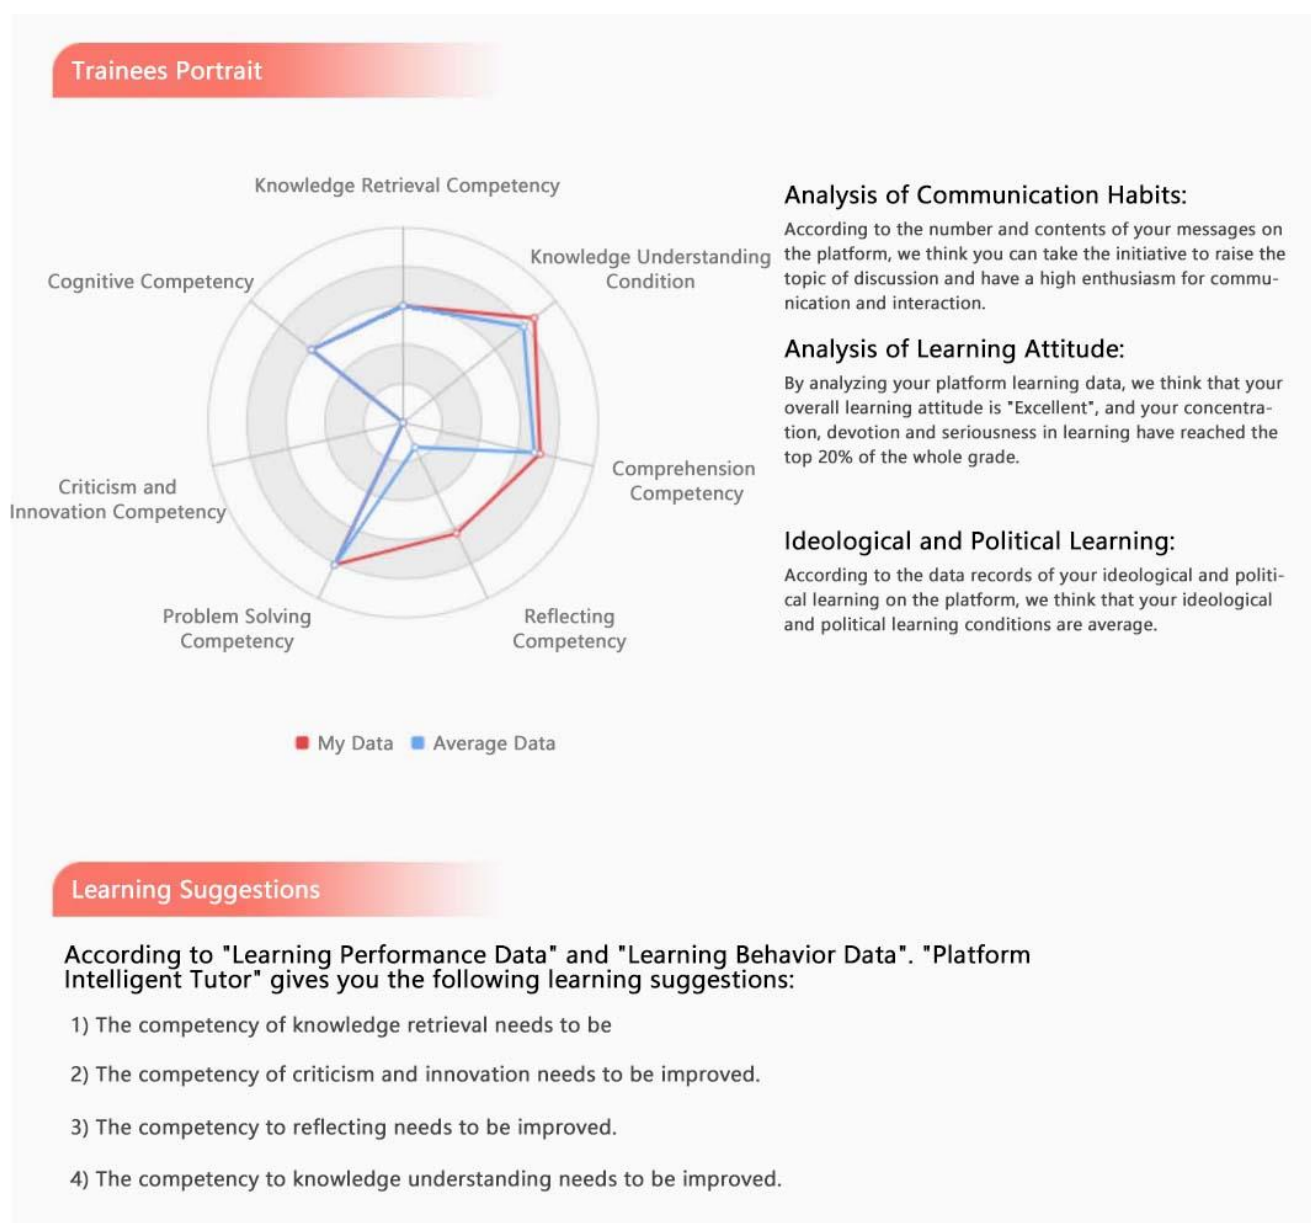 Trainees Portrait
Knowledge Retrieval Competency
Knowledge Understanding
Condition
Cognitive Competency
Comprehension
Competency
Criticism and
Innovation Competency
Problem Solving
Competency
Reflecting
Competency
My Data
Average Data
Analysis of Communication Habits:
According to the number and contents of your messages on
the platform, we think you can take the initiative to raise the
topic of discussion and have a high enthusiasm for commu-
nication and interaction.
Analysis of Learning Attitude:
By analyzing your platform learning data, we think that your
overall learning attitude is "Excellent", and your concentra-
tion, devotion and seriousness in learning have reached the
top 20% of the whole grade.
Ideological and Political Learning:
According to the data records of your ideological and politi-
cal learning on the platform, we think that your ideological
and political learning conditions are average.
Learning Suggestions
According to "Learning Performance Data" and "Learning Behavior Data". "Platform
Intelligent Tutor" gives you the following learning suggestions:
1) The competency of knowledge retrieval needs to be
2) The competency of criticism and innovation needs to be improved.
3) The competency to reflecting needs to be improved.
4) The competency to knowledge understanding needs to be improved.